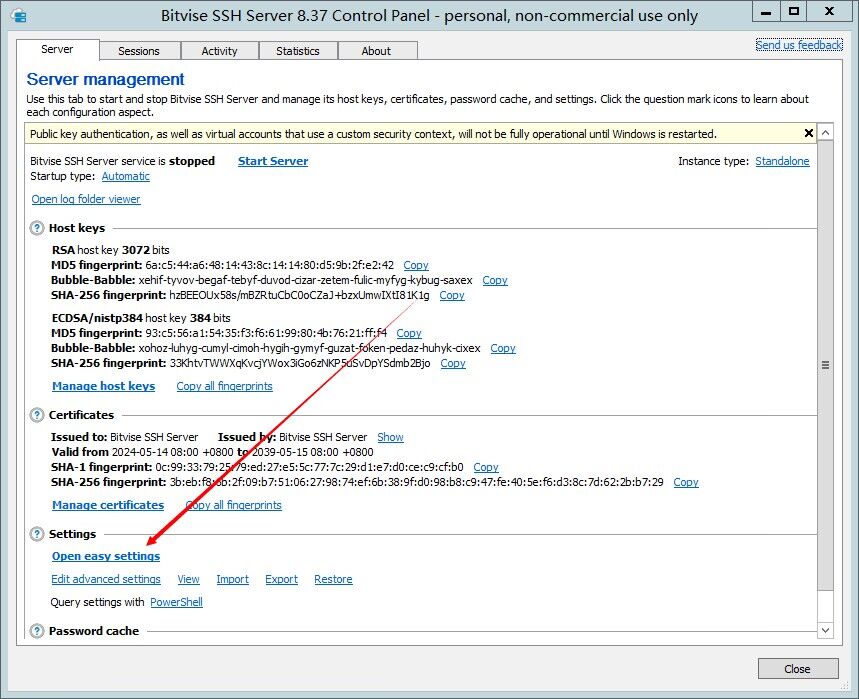 Bitvise SSH Server 8.37 Control Panel - personal, non-commercial use only
Server Sessions Activity Statistics About
Send us feedback
Server management
Use this tab to start and stop Bitvise SSH Server and manage its host keys, certificates, password cache, and settings. Click the question mark icons to learn about
each configuration aspect.
Public key authentication, as well as virtual accounts that use a custom security context, will not be fully operational until Windows is restarted.
Bitvise SSH Server service is stopped Start Server Instance type: Standalone
Startup type: Automatic
Open log folder viewer
Host keys
RSA host key 3072 bits
MD5 fingerprint: 6a:c5:44:a6:48:14:43:8c:14:14:80:d5:9b:2f:e2:42 Copy
Bubble-Babble: xehif-tyvov-begaf-tebyf-duvod-cizar-zetem-fulic-myfyg-kybug-saxex Copy
SHA-256 fingerprint: hzBEEOUx58s/mBZRtuCbC0oCZaJ+bzxUmwIXtI81K1g Copy
ECDSA/nistp384 host key 384 bits
MD5 fingerprint: 93:c5:56:a1:54:35:f3:f6:61:99:80:4b:76:21:ff:f4 Copy
Bubble-Babble: xohoz-luhyg-cumyl-cimoh-hygih-gymyf-guzat-foken-pedaz-huhyk-cixex Copy
SHA-256 fingerprint: 33KhtvTWWXqKvcjYWox3iGo6zNKP5uSvDpYSdmb2Bjo Copy
Manage host keys Copy all fingerprints
Certificates
Issued to: Bitvise SSH Server Issued by: Bitvise SSH Server Show
Valid from 2024-05-14 08:00 +0800 to 2039-05-15 08:00 +0800
SHA-1 fingerprint: 0c:99:33:79:25:79:ed:27:e5:5c:77:7c:29:d1:e7:d0:ce:c9:cf:b0 Copy
SHA-256 fingerprint: 3b:eb:f8:8b:2f:09:b7:51:06:27:98:74:ef:6b:38:9f:d0:98:b8:c9:47:fe:40:5e:f6:d3:8c:7d:62:2b:b7:29 Copy
Manage certificates Copy all fingerprints
Settings
Open easy settings
Edit advanced settings View Import Export Restore
Query settings with PowerShell
Password cache
Close